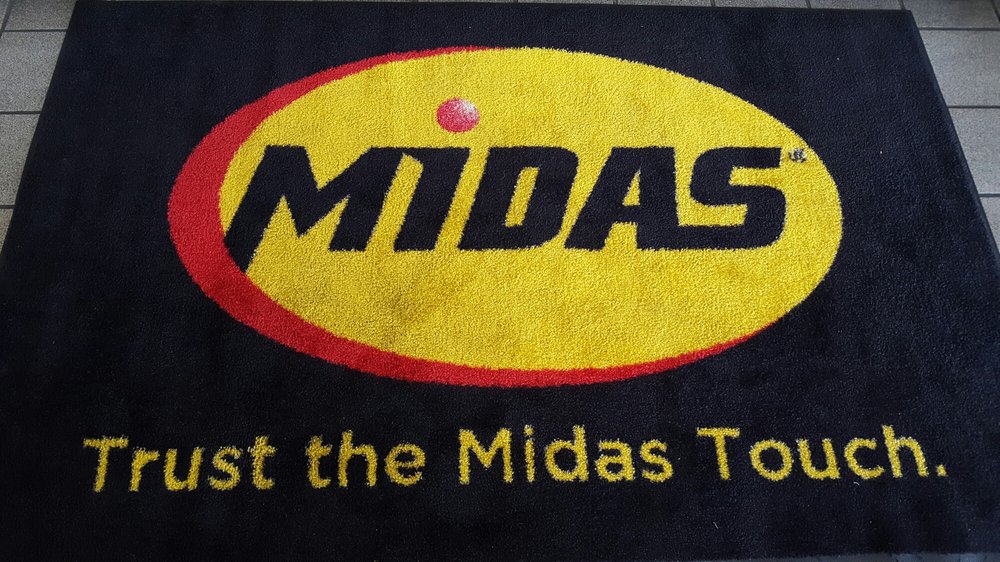 MIDAS
Trust the Midas Touch.